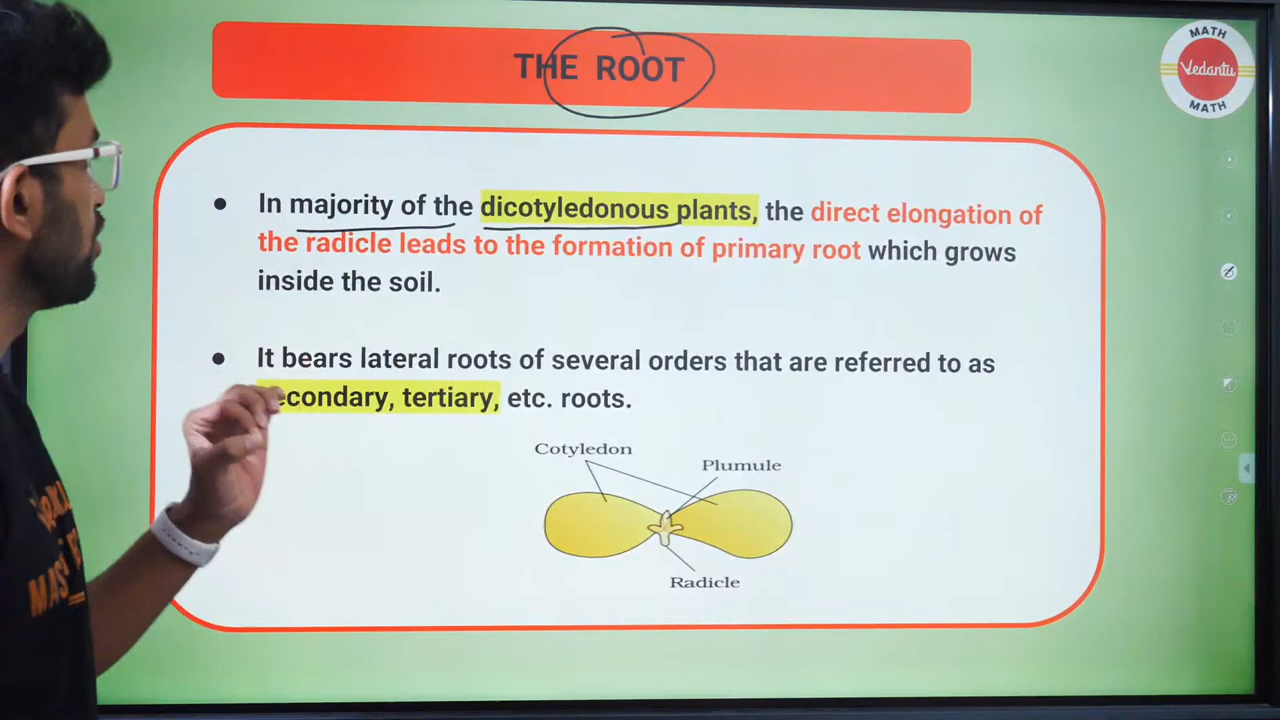 THE ROOT
MATH
Vedantu
MATH
In majority of the dicotyledonous plants, the direct elongation of
the radicle leads to the formation of primary root which grows
inside the soil.
It bears lateral roots of several orders that are referred to as
tertiary, etc. roots.
Cotyledon
Plumule
Radicle